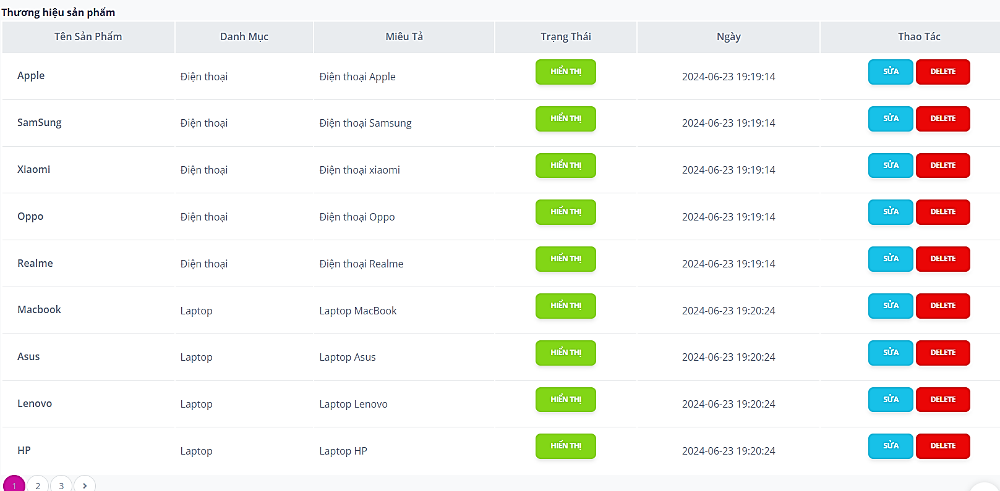 Thương hiệu sản phẩm
Tên Sản Phẩm Danh Mục Miêu Tả Trạng Thái Ngày Thao Tác
Apple Điện thoại Điện thoại Apple HIỂN THỊ 2024-06-23 19:19:14 SỬA DELETE
SamSung Điện thoại Điện thoại Samsung HIỂN THỊ 2024-06-23 19:19:14 SỬA DELETE
Xiaomi Điện thoại Điện thoại xiaomi HIỂN THỊ 2024-06-23 19:19:14 SỬA DELETE
Oppo Điện thoại Điện thoại Oppo HIỂN THỊ 2024-06-23 19:19:14 SỬA DELETE
Realme Điện thoại Điện thoại Realme HIỂN THỊ 2024-06-23 19:19:14 SỬA DELETE
Macbook Laptop Laptop MacBook HIỂN THỊ 2024-06-23 19:20:24 SỬA DELETE
Asus Laptop Laptop Asus HIỂN THỊ 2024-06-23 19:20:24 SỬA DELETE
Lenovo Laptop Laptop Lenovo HIỂN THỊ 2024-06-23 19:20:24 SỬA DELETE
HP Laptop Laptop HP HIỂN THỊ 2024-06-23 19:20:24 SỬA DELETE
1 2 3